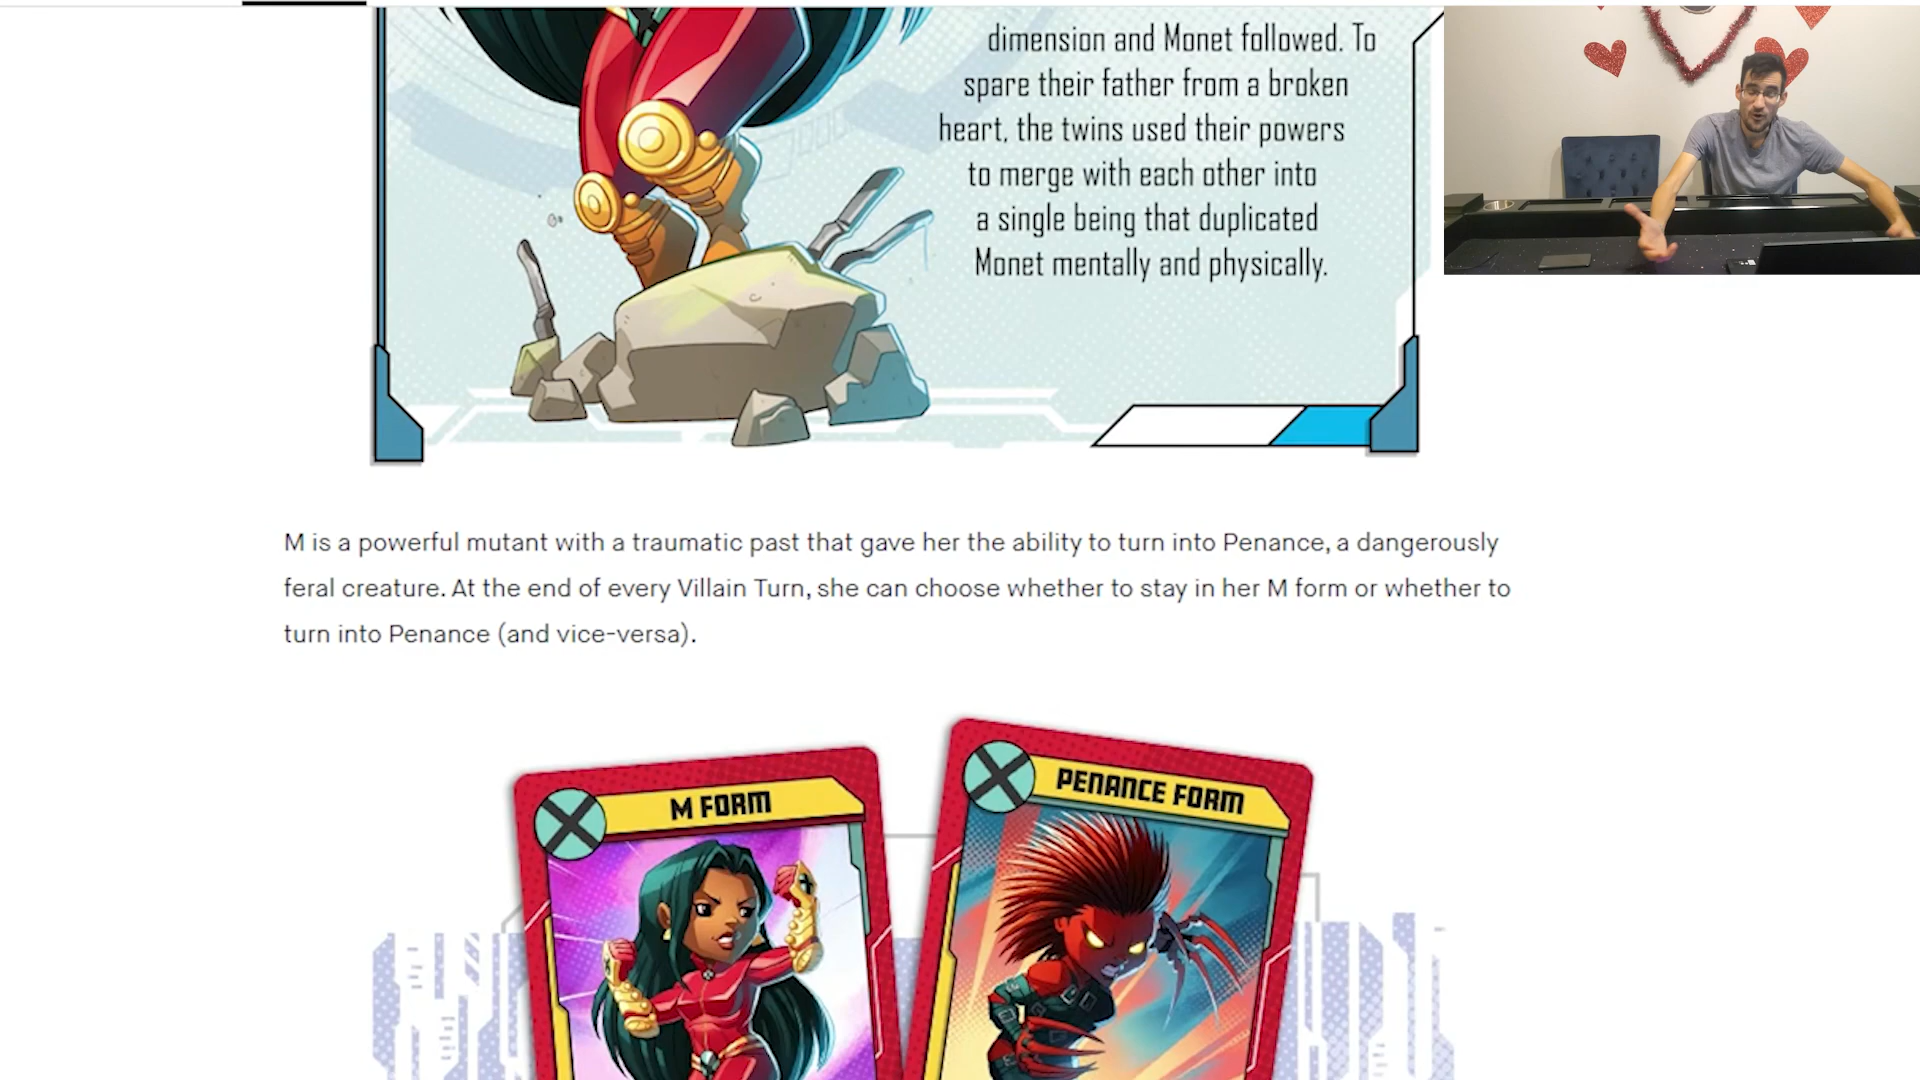 dimension and Monet followed. To
spare their father from a broken
heart, the twins used their powers
to merge with each other into
a single being that duplicated
Monet mentally and physically.
M is a powerful mutant with a traumatic past that gave her the ability to turn into Penance, a dangerously
feral creature. At the end of every Villain Turn, she can choose whether to stay in her M form or whether to
turn into Penance (and vice-versa).
M FORM
PENANCE FORM